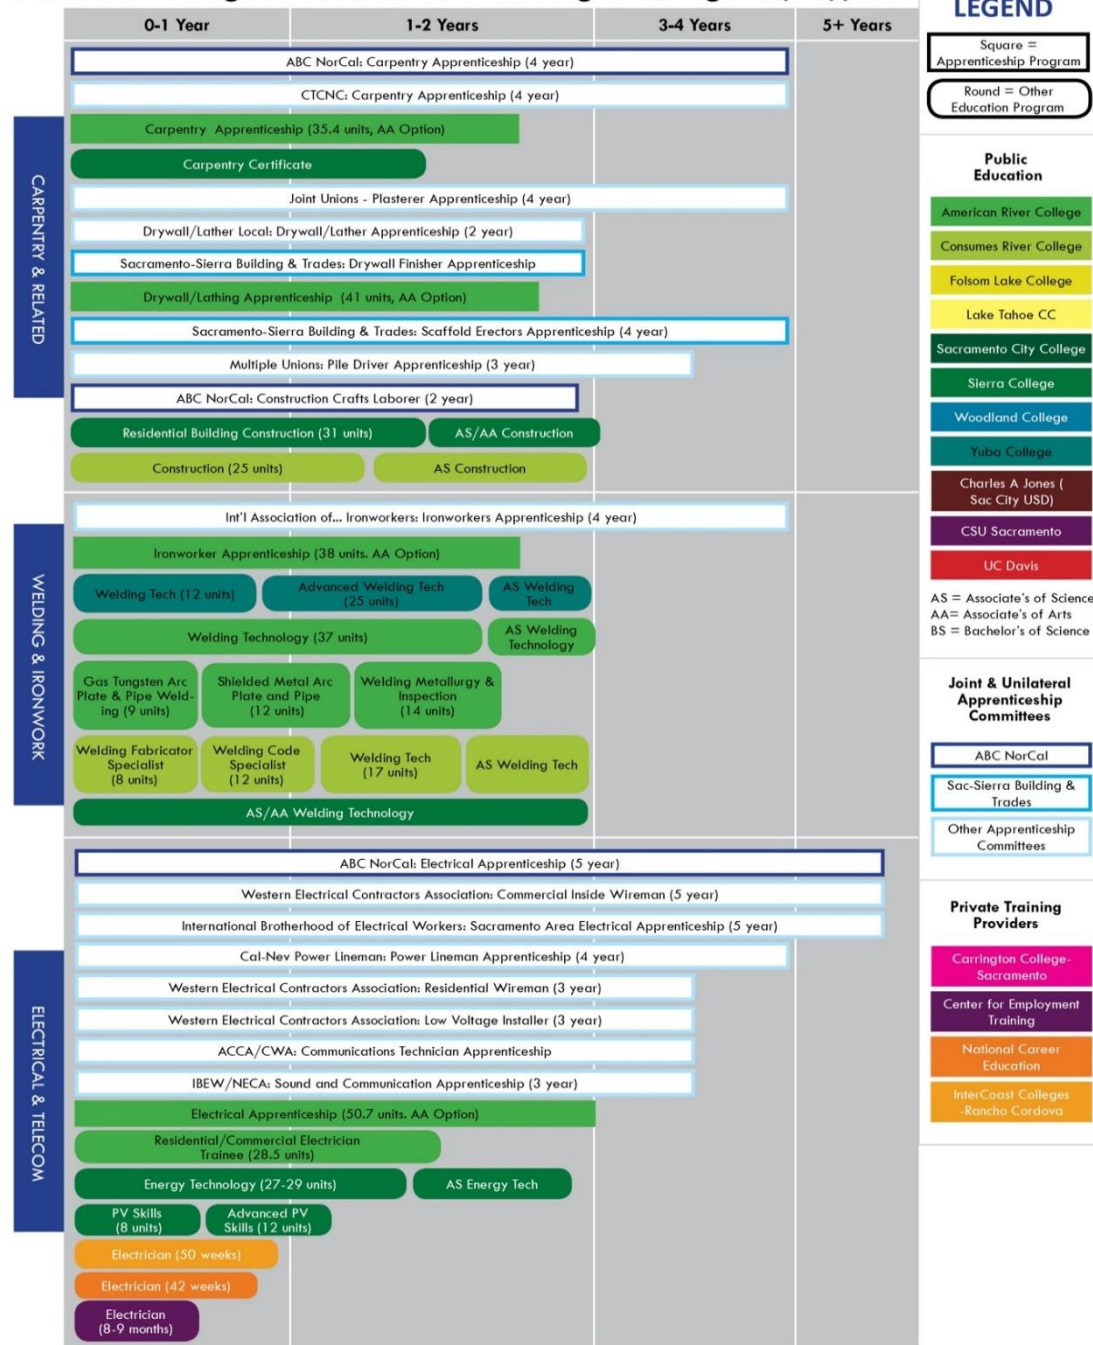 LEGEND
0-1 Year
1-2 Years
3-4 Years
5+ Years
Square =
Apprenticeship Program
Round = Other
Education Program
CARPENTRY & RELATED
ABC NorCal: Carpentry Apprenticeship (4 year)
CTCNC: Carpentry Apprenticeship (4 year)
Carpentry Apprenticeship (35.4 units, AA Option)
Carpentry Certificate
Joint Unions - Plasterer Apprenticeship (4 year)
Drywall/Lather Local: Drywall/Lather Apprenticeship (2 year)
Sacramento-Sierra Building & Trades: Drywall Finisher Apprenticeship
Drywall/Lathing Apprenticeship (41 units, AA Option)
Sacramento-Sierra Building & Trades: Scaffold Erectors Apprenticeship (4 year)
Multiple Unions: Pile Driver Apprenticeship (3 year)
ABC NorCal: Construction Crafts Laborer (2 year)
Residential Building Construction (31 units)
AS/AA Construction
Construction (25 units)
AS Construction
WELDING & IRONWORK
Int'l Association of... Ironworkers: Ironworkers Apprenticeship (4 year)
Ironworker Apprenticeship (38 units. AA Option)
Welding Tech (12 units)
Advanced Welding Tech
(25 units)
AS Welding
Tech
Welding Technology (37 units)
AS Welding
Technology
Gas Tungsten Arc
Plate & Pipe Weld-
ing (9 units)
Shielded Metal Arc
Plate and Pipe
(12 units)
Welding Metallurgy &
Inspection
(14 units)
Welding Fabricator
Specialist
(8 units)
Welding Code
Specialist
(12 units)
Welding Tech
(17 units)
AS Welding Tech
AS/AA Welding Technology
ELECTRICAL & TELECOM
ABC NorCal: Electrical Apprenticeship (5 year)
Western Electrical Contractors Association: Commercial Inside Wireman (5 year)
International Brotherhood of Electrical Workers: Sacramento Area Electrical Apprenticeship (5 year)
Cal-Nev Power Lineman: Power Lineman Apprenticeship (4 year)
Western Electrical Contractors Association: Residential Wireman (3 year)
Western Electrical Contractors Association: Low Voltage Installer (3 year)
ACCA/CWA: Communications Technician Apprenticeship
IBEW/NECA: Sound and Communication Apprenticeship (3 year)
Electrical Apprenticeship (50.7 units. AA Option)
Residential/Commercial Electrician
Trainee (28.5 units)
Energy Technology (27-29 units)
AS Energy Tech
PV Skills
(8 units)
Advanced PV
Skills (12 units)
Electrician (50 weeks)
Electrician (42 weeks)
Electrician
(8-9 months)
Public
Education
American River College
Consumes River College
Folsom Lake College
Lake Tahoe CC
Sacramento City College
Sierra College
Woodland College
Yuba College
Charles A Jones (
Sac City USD)
CSU Sacramento
UC Davis
AS = Associate's of Science
AA= Associate's of Arts
BS = Bachelor's of Science
Joint & Unilateral
Apprenticeship
Committees
ABC NorCal
Sac-Sierra Building &
Trades
Other Apprenticeship
Committees
Private Training
Providers
Carrington College-
Sacramento
Center for Employment
Training
National Career
Education
InterCoast Colleges
-Rancho Cordova